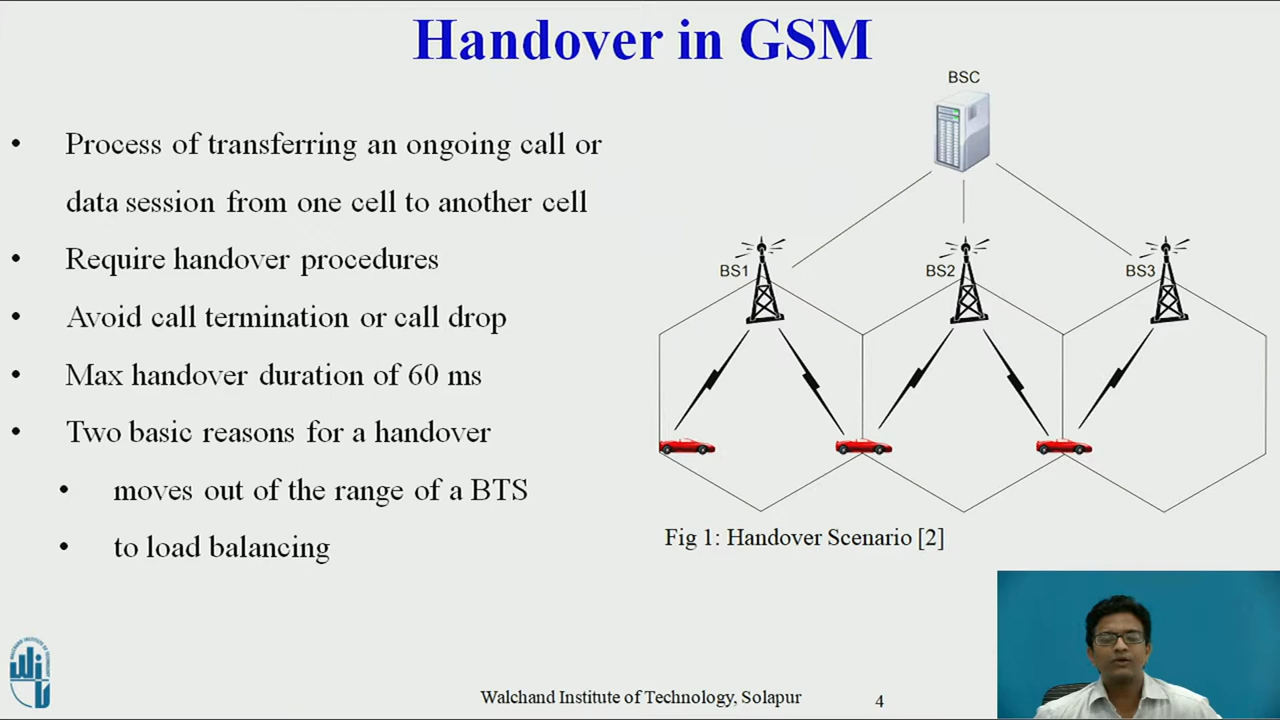 Handover in GSM
• Process of transferring an ongoing call or
data session from one cell to another cell
• Require handover procedures
• Avoid call termination or call drop
• Max handover duration of 60 ms
• Two basic reasons for a handover
• moves out of the range of a BTS
• to load balancing
BSC
BS1
BS2
BS3
Fig 1: Handover Scenario [2]
Walchand Institute of Technology, Solapur
4